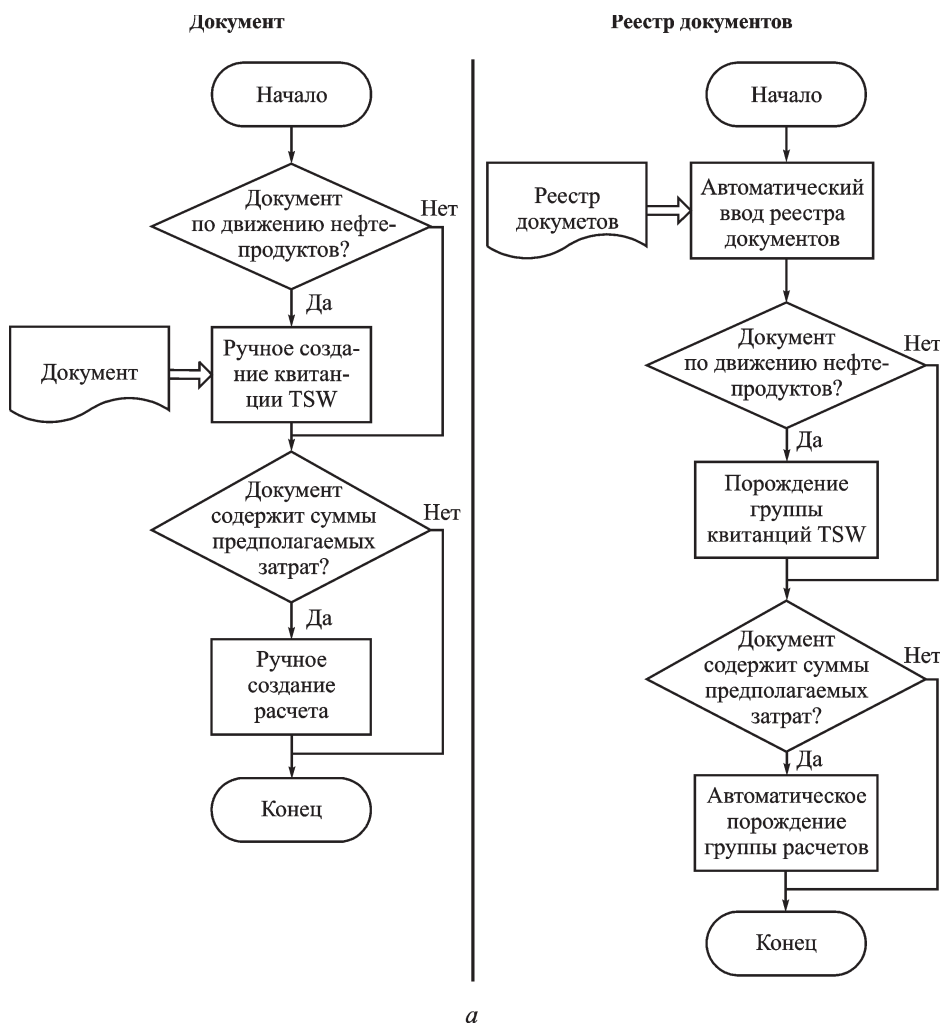 Документ
Начало
Документ
по движению нефте-
продуктов?
Нет
Да
Документ
Ручное созда-
ние квитан-
ции TSW
Документ
содержит суммы
предполагаемых
затрат?
Нет
Да
Ручное
создание
расчета
Конец
Реестр документов
Начало
Реестр
докуметов
Автоматический
ввод реестра
документов
Документ
по движению нефте-
продуктов?
Нет
Да
Порождение
группы
квитанций TSW
Документ
содержит суммы
предполагаемых
затрат?
Нет
Да
Автоматическое
порождение
группы расчетов
Конец
а